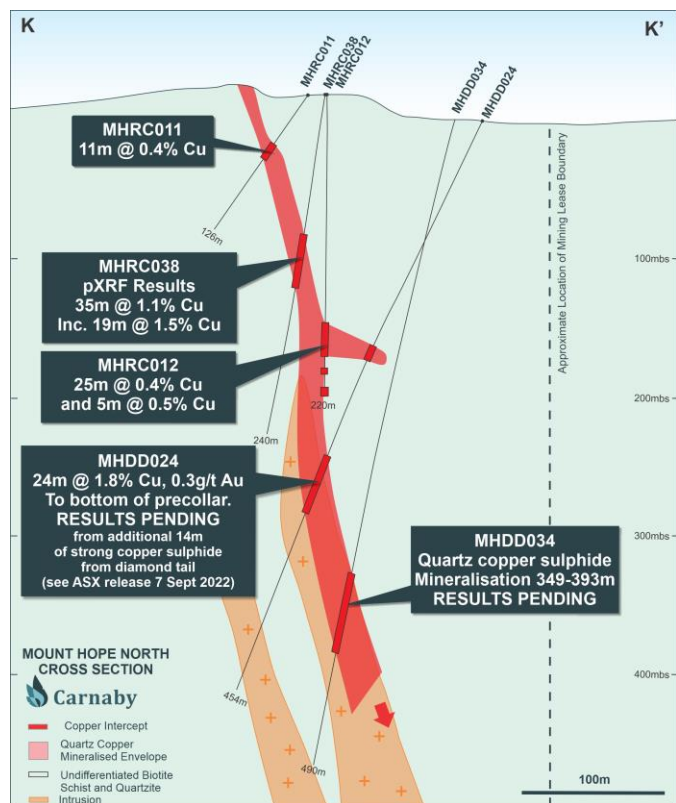 K
K'
MHRC011
MHRC038
MHRC012
MHDD034
MHDD024
MHRC011
11m @ 0.4% Cu
126m
Approximate Location of Mining Lease Boundary
100mbs
MHRC038
pXRF Results
35m @ 1.1% Cu
Inc. 19m @ 1.5% Cu
MHRC012
25m @ 0.4% Cu
and 5m @ 0.5% Cu
200mbs
220m
240m
MHDD024
24m @ 1.8% Cu, 0.3g/t Au
To bottom of precollar.
RESULTS PENDING
from additional 14m
of strong copper sulphide
from diamond tail
(see ASX release 7 Sept 2022)
300mbs
MHDD034
Quartz copper sulphide
Mineralisation 349-393m
RESULTS PENDING
400mbs
454m
490m
MOUNT HOPE NORTH
CROSS SECTION
Carnaby
Copper Intercept
Quartz Copper
Mineralised Envelope
Undifferentiated Biotite
Schist and Quartzite
Intrusion
100m